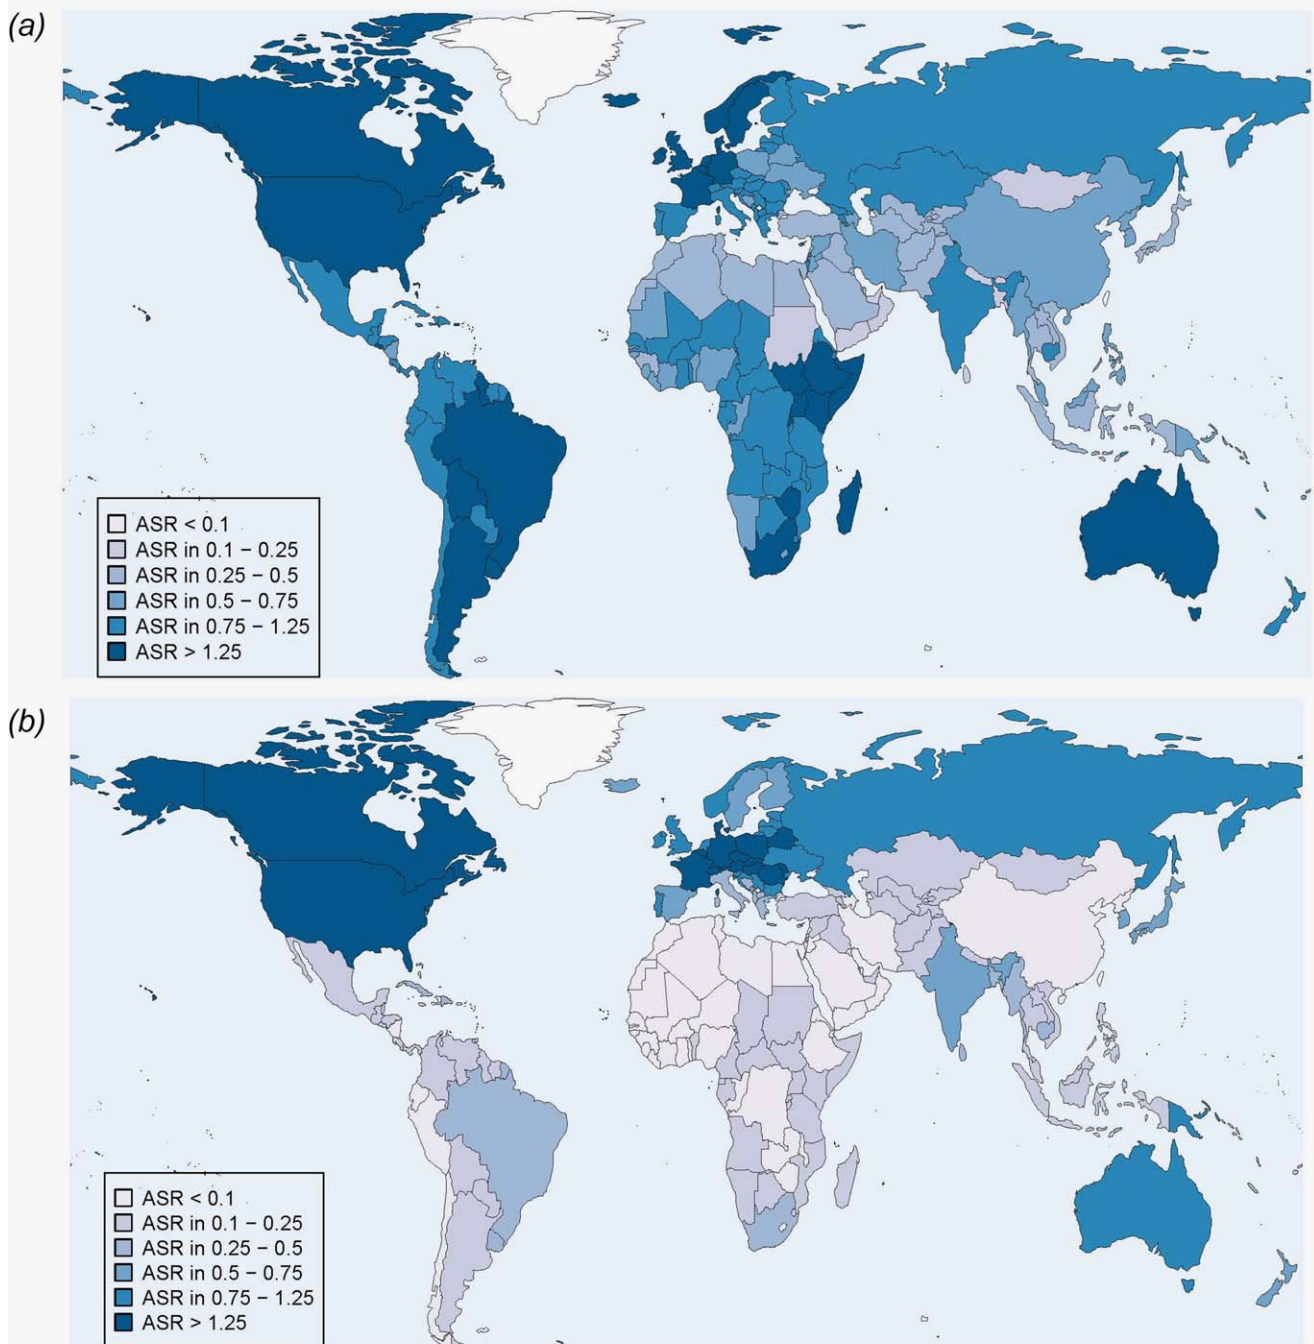 (a)
ASR < 0.1
ASR in 0.1 – 0.25
ASR in 0.25 – 0.5
ASR in 0.5 – 0.75
ASR in 0.75 – 1.25
ASR > 1.25
(b)
ASR < 0.1
ASR in 0.1 – 0.25
ASR in 0.25 – 0.5
ASR in 0.5 – 0.75
ASR in 0.75 – 1.25
ASR > 1.25